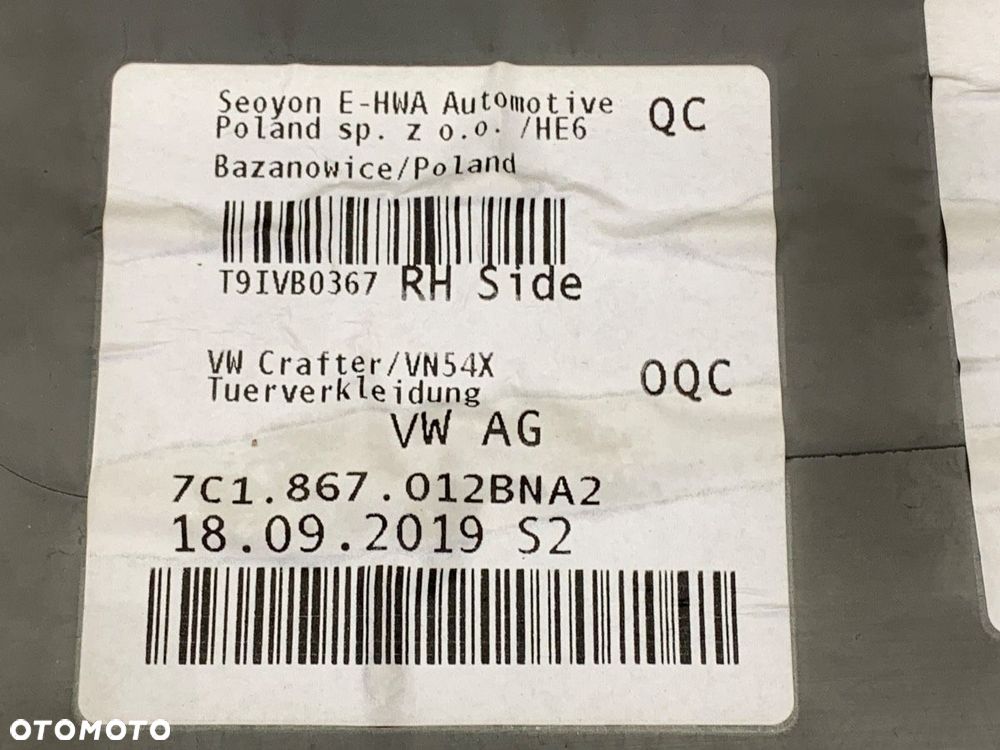 Seoyon E-HWA Automotive
Poland sp. z o.o. /HE6
QC
Bazanowice/Poland
T9IVB0367 RH Side
VW Crafter/VN54X
Tuerverkleidung
OQC
VW AG
7C1.867.012BNA2
18.09.2019 S2
OTOMOTO